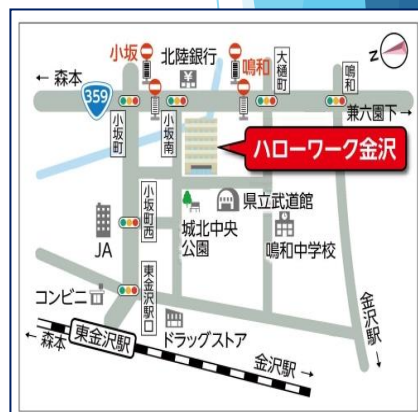 小坂
北陸銀行
鳴和
大樋町
鳴和
N
← 森本
359
兼六園下
→
小坂町
小坂南
ハローワーク金沢
県立武道館
小坂町西
城北中央
公園
鳴和中学校
JA
東金沢駅口
コンビニ
金沢駅
→
東金沢駅
ドラッグストア
金沢駅 →
← 森本